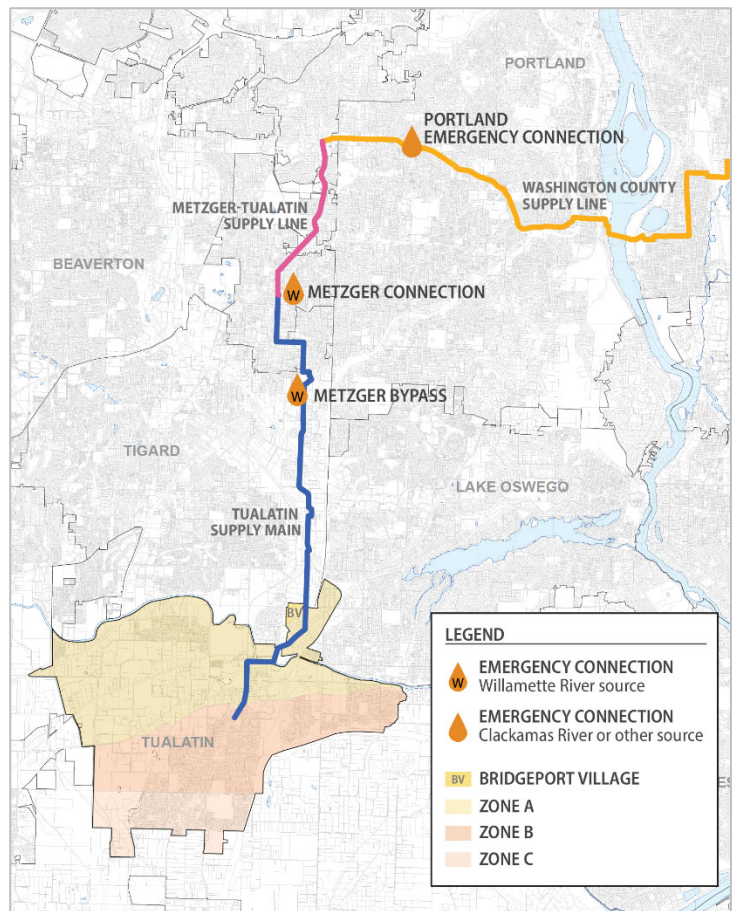 PORTLAND
PORTLAND
EMERGENCY CONNECTION
WASHINGTON COUNTY
SUPPLY LINE
METZGER-TUALATIN
SUPPLY LINE
BEAVERTON
W
METZGER CONNECTION
W
METZGER BYPASS
TIGARD
LAKE OSWEGO
TUALATIN
SUPPLY MAIN
BV
TUALATIN
LEGEND
W
EMERGENCY CONNECTION
Willamette River source
EMERGENCY CONNECTION
Clackamas River or other source
BV
BRIDGEPORT VILLAGE
ZONE A
ZONE B
ZONE C